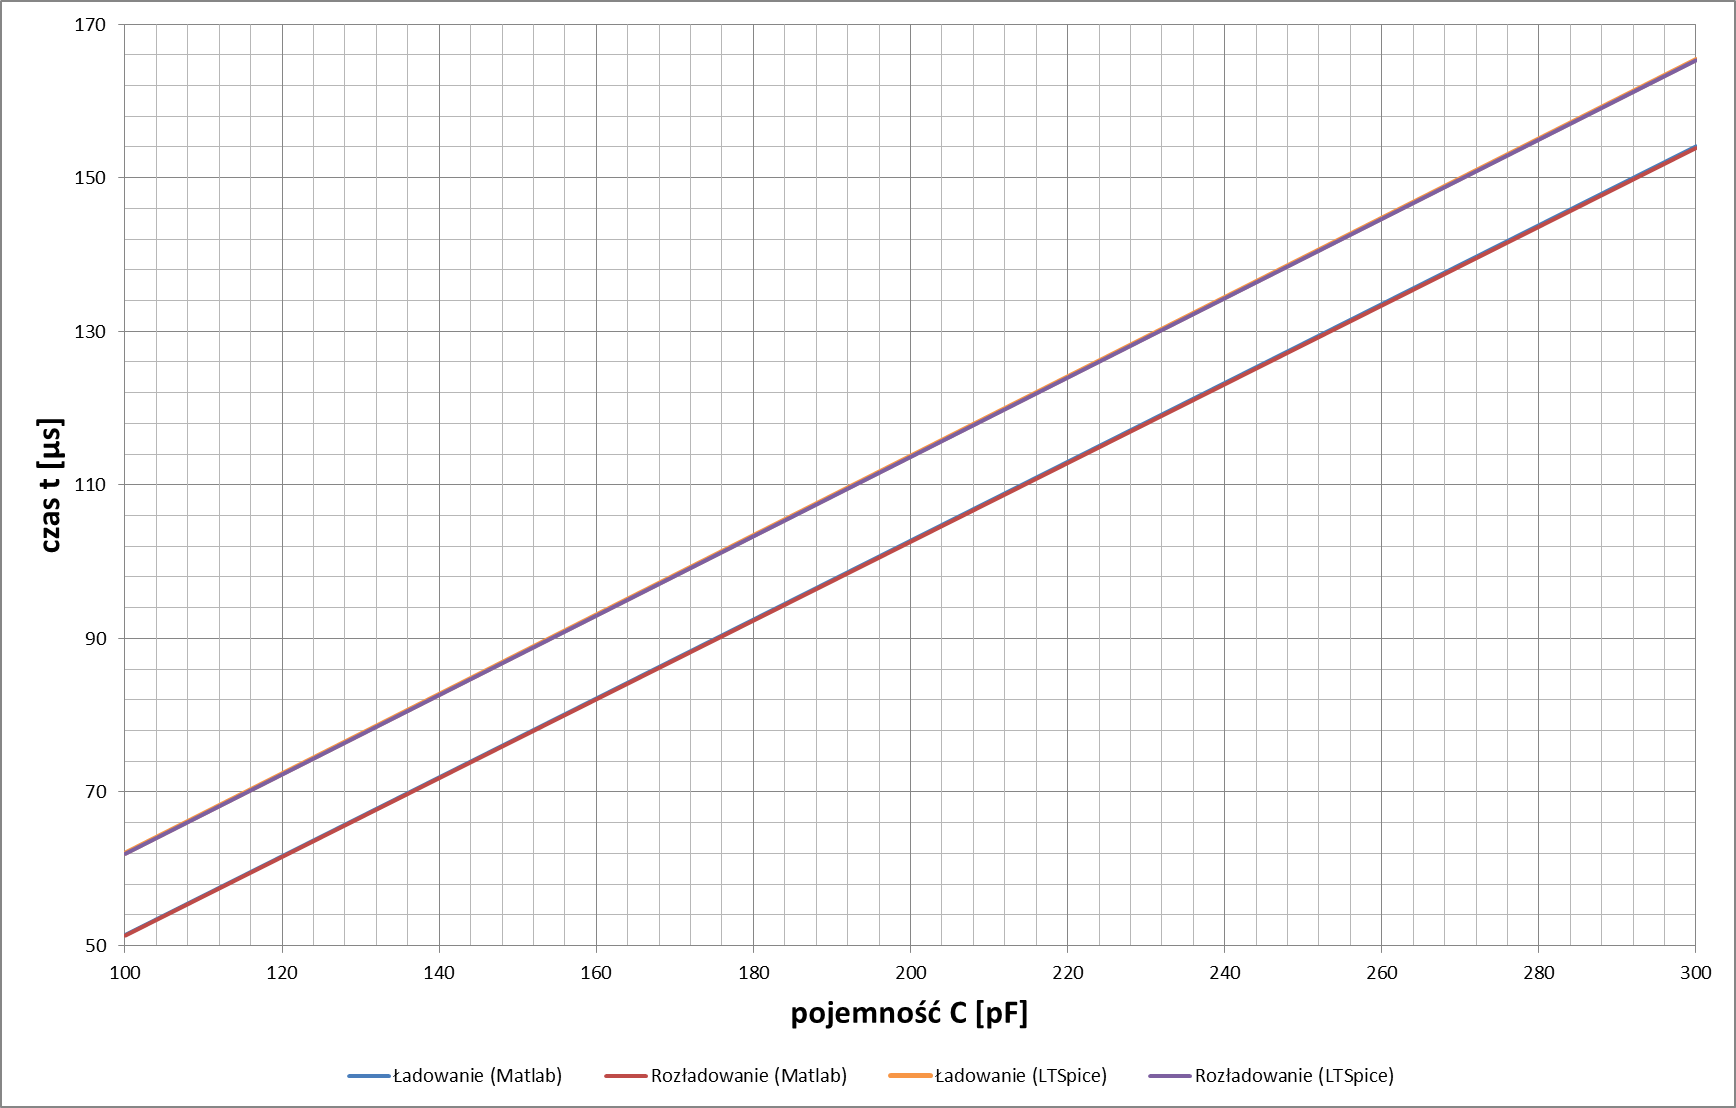 170
150
130
110
90
70
50
czas t [µs]
100 120 140 160 180 200 220 240 260 280 300
pojemność C [pF]
Ładowanie (Matlab) Rozładowanie (Matlab) Ładowanie (LTSpice) Rozładowanie (LTSpice)